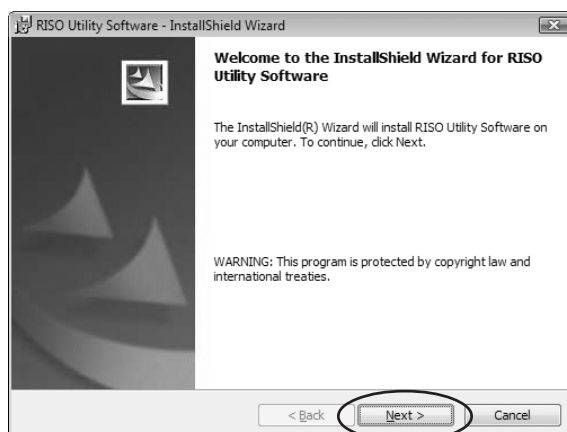 RISO Utility Software - InstallShield Wizard
Welcome to the InstallShield Wizard for RISO
Utility Software
The InstallShield(R) Wizard will install RISO Utility Software on
your computer. To continue, click Next.
WARNING: This program is protected by copyright law and
international treaties.
< Back
Next >
Cancel